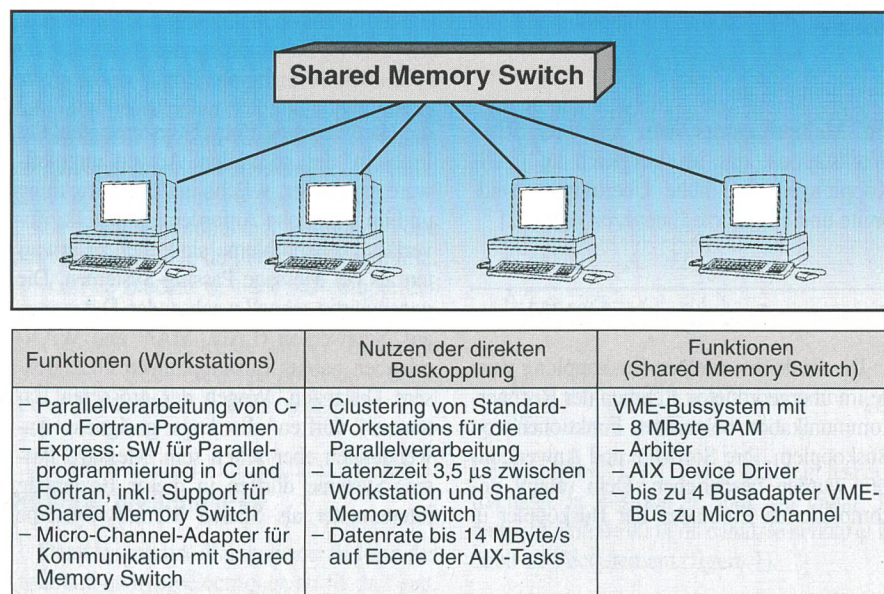 Shared Memory Switch
Funktionen (Workstations)
– Parallelverarbeitung von C-
und Fortran-Programmen
– Express: SW für Parallel-
programmierung in C und
Fortran, inkl. Support für
Shared Memory Switch
– Micro-Channel-Adapter für
Kommunikation mit Shared
Memory Switch
Nutzen der direkten
Buskopplung
– Clustering von Standard-
Workstations für die
Parallelverarbeitung
– Latenzzeit 3,5 µs zwischen
Workstation und Shared
Memory Switch
– Datenrate bis 14 MByte/s
auf Ebene der AIX-Tasks
Funktionen
(Shared Memory Switch)
VME-Bussystem mit
– 8 MByte RAM
– Arbiter
– AIX Device Driver
– bis zu 4 Busadapter VME-
Bus zu Micro Channel